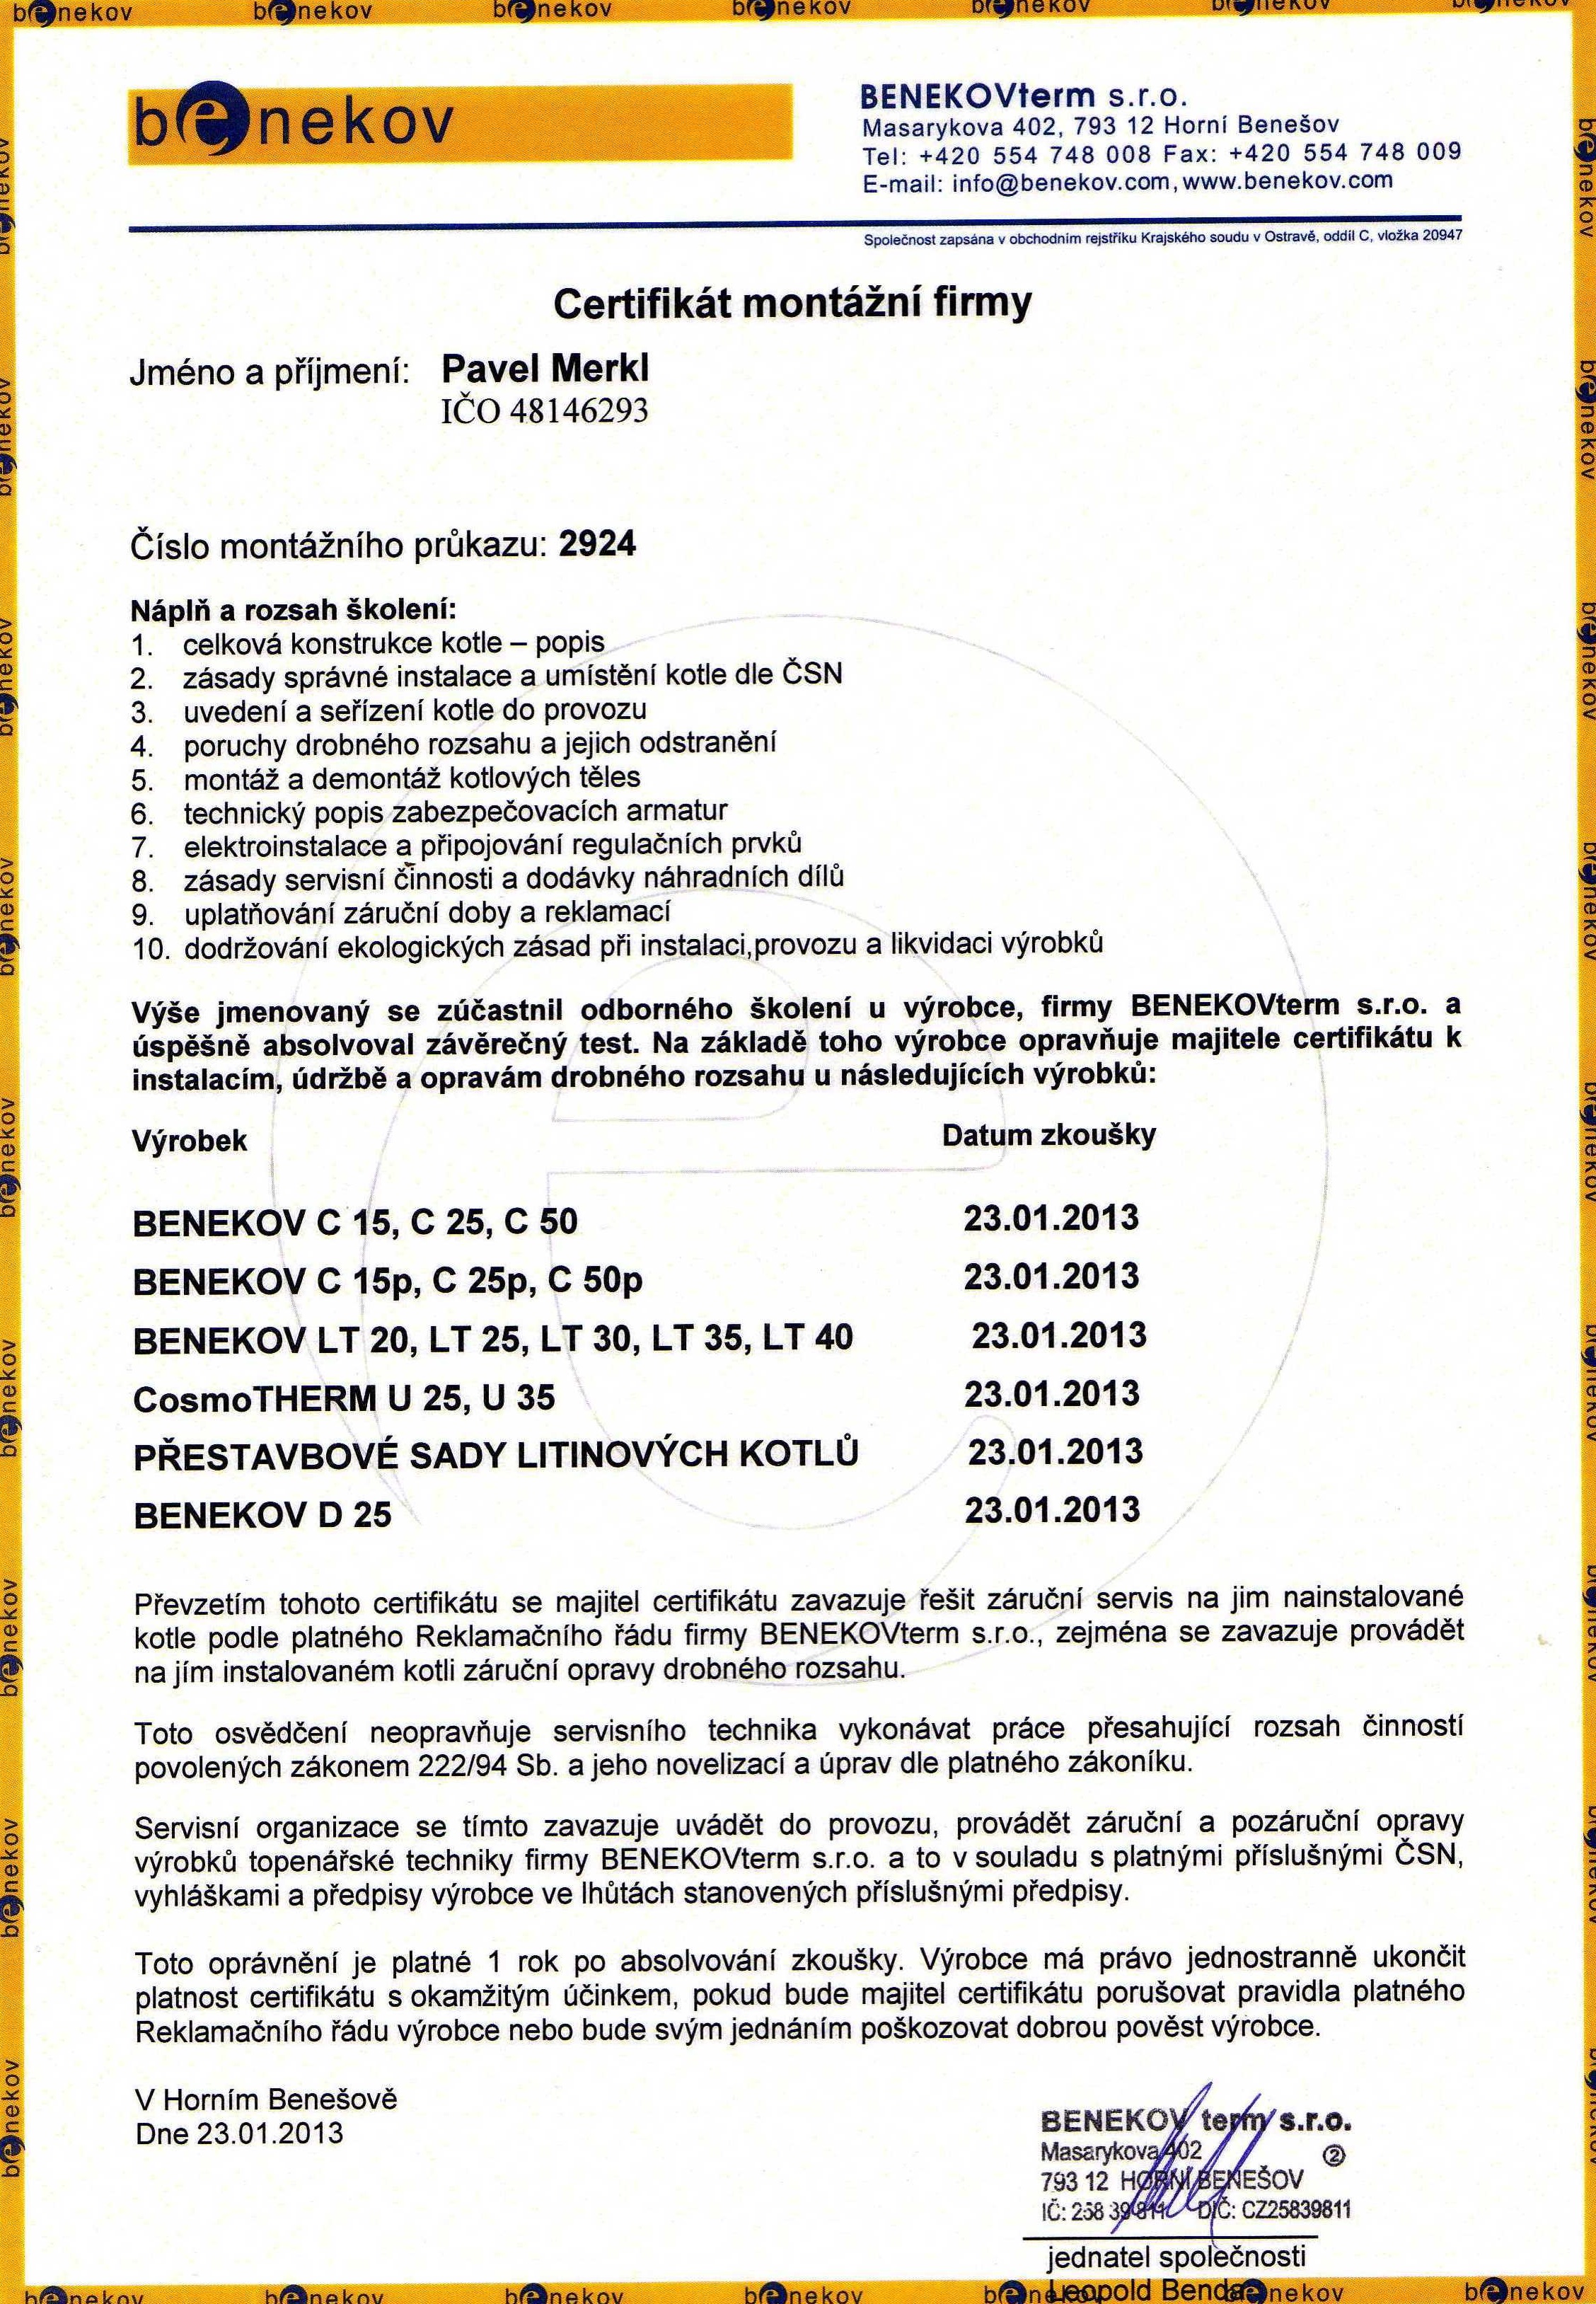 benekov
BENEKOVterm s.r.o.
Masarykova 402, 793 12 Horní Benešov
Tel: +420 554 748 008 Fax: +420 554 748 009
E-mail: info@benekov.com, www.benekov.com
Společnost zapsána v obchodním rejstříku Krajského soudu v Ostravě, oddíl C, vložka 20947
Certifikát montážní firmy
Jméno a příjmení: Pavel Merkl
IČO 48146293
Číslo montážního průkazu: 2924
Náplň a rozsah školení:
1. celková konstrukce kotle – popis
2. zásady správné instalace a umístění kotle dle ČSN
3. uvedení a seřízení kotle do provozu
4. poruchy drobného rozsahu a jejich odstranění
5. montáž a demontáž kotlových těles
6. technický popis zabezpečovacích armatur
7. elektroinstalace a připojování regulačních prvků
8. zásady servisní činnosti a dodávky náhradních dílů
9. uplatňování záruční doby a reklamací
10. dodržování ekologických zásad při instalaci,provozu a likvidaci výrobků
Výše jmenovaný se zúčastnil odborného školení u výrobce, firmy BENEKOVterm s.r.o. a
úspěšně absolvoval závěrečný test. Na základě toho výrobce opravňuje majitele certifikátu k
instalacím, údržbě a opravám drobného rozsahu u následujících výrobků:
Výrobek Datum zkoušky
BENEKOV C 15, C 25, C 50 23.01.2013
BENEKOV C 15p, C 25p, C 50p 23.01.2013
BENEKOV LT 20, LT 25, LT 30, LT 35, LT 40 23.01.2013
CosmoTHERM U 25, U 35 23.01.2013
PŘESTAVBOVÉ SADY LITINOVÝCH KOTLŮ 23.01.2013
BENEKOV D 25 23.01.2013
Převzetím tohoto certifikátu se majitel certifikátu zavazuje řešit záruční servis na jim nainstalované
kotle podle platného Reklamačního řádu firmy BENEKOVterm s.r.o., zejména se zavazuje provádět
na jím instalovaném kotli záruční opravy drobného rozsahu.
Toto osvědčení neopravňuje servisního technika vykonávat práce přesahující rozsah činností
povolených zákonem 222/94 Sb. a jeho novelizací a úprav dle platného zákoníku.
Servisní organizace se tímto zavazuje uvádět do provozu, provádět záruční a pozáruční opravy
výrobků topenářské techniky firmy BENEKOVterm s.r.o. a to v souladu s platnými příslušnými ČSN,
vyhláškami a předpisy výrobce ve lhůtách stanovených příslušnými předpisy.
Toto oprávnění je platné 1 rok po absolvování zkoušky. Výrobce má právo jednostranně ukončit
platnost certifikátu s okamžitým účinkem, pokud bude majitel certifikátu porušovat pravidla platného
Reklamačního řádu výrobce nebo bude svým jednáním poškozovat dobrou pověst výrobce.
V Horním Benešově
Dne 23.01.2013
BENEKOV term s.r.o.
Masarykova 402
②
793 12 HORNÍ BENEŠOV
IČ: 258 39 811 DIČ: CZ25839811
jednatel společnosti
Leopold Benda